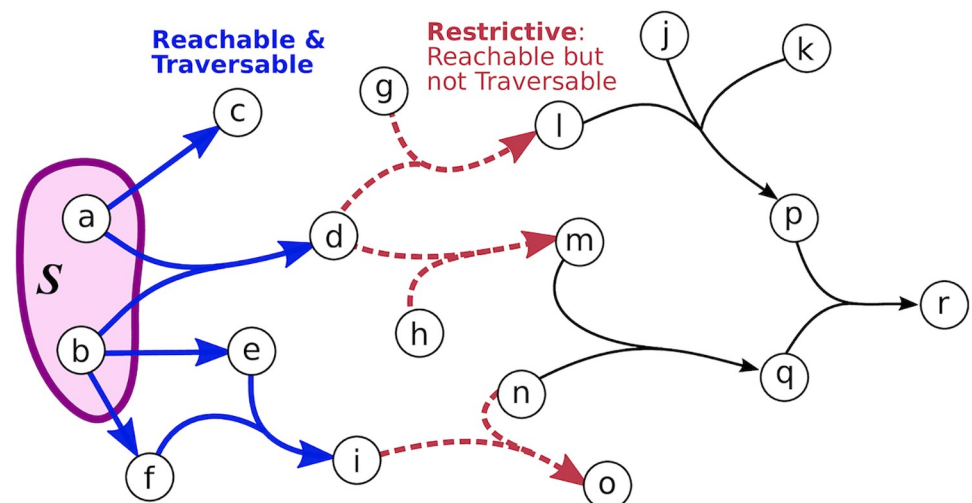 Reachable &
Traversable
Restrictive:
Reachable but
not Traversable
j
k
g
c
l
a
d
m
p
S
h
r
b
e
n
q
f
i
o